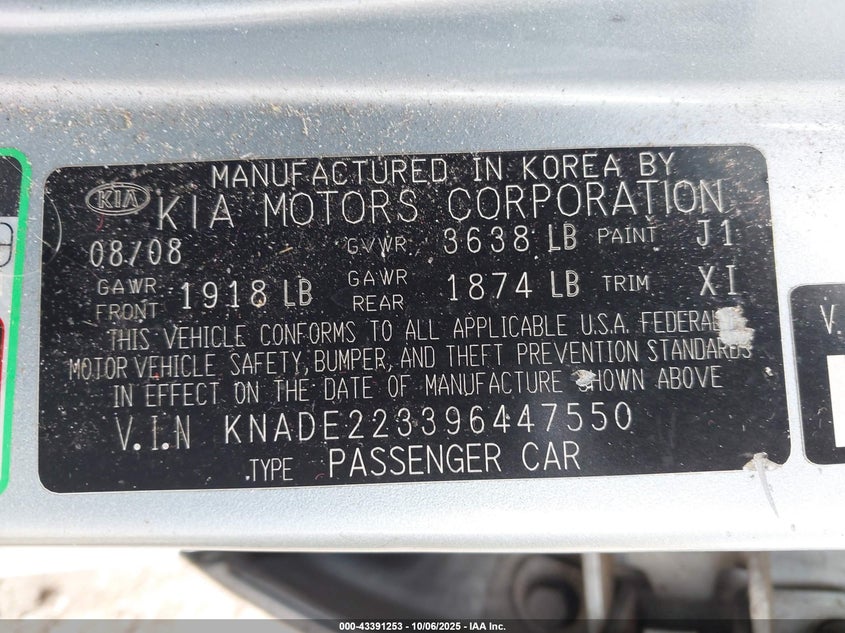 MANUFACTURED IN KOREA BY
KIA KIA MOTORS CORPORATION
08/08 GVWR 3638 LB PAINT J1
GAWR FRONT 1918 LB GAWR REAR 1874 LB TRIM XI
THIS VEHICLE CONFORMS TO ALL APPLICABLE U.S.A. FEDERAL
MOTOR VEHICLE SAFETY, BUMPER, AND THEFT PREVENTION STANDARDS
IN EFFECT ON THE DATE OF MANUFACTURE SHOWN ABOVE
V.I.N KNADE223396447550
TYPE PASSENGER CAR
V.
000-43391253 - 10/06/2025 - IAA Inc.